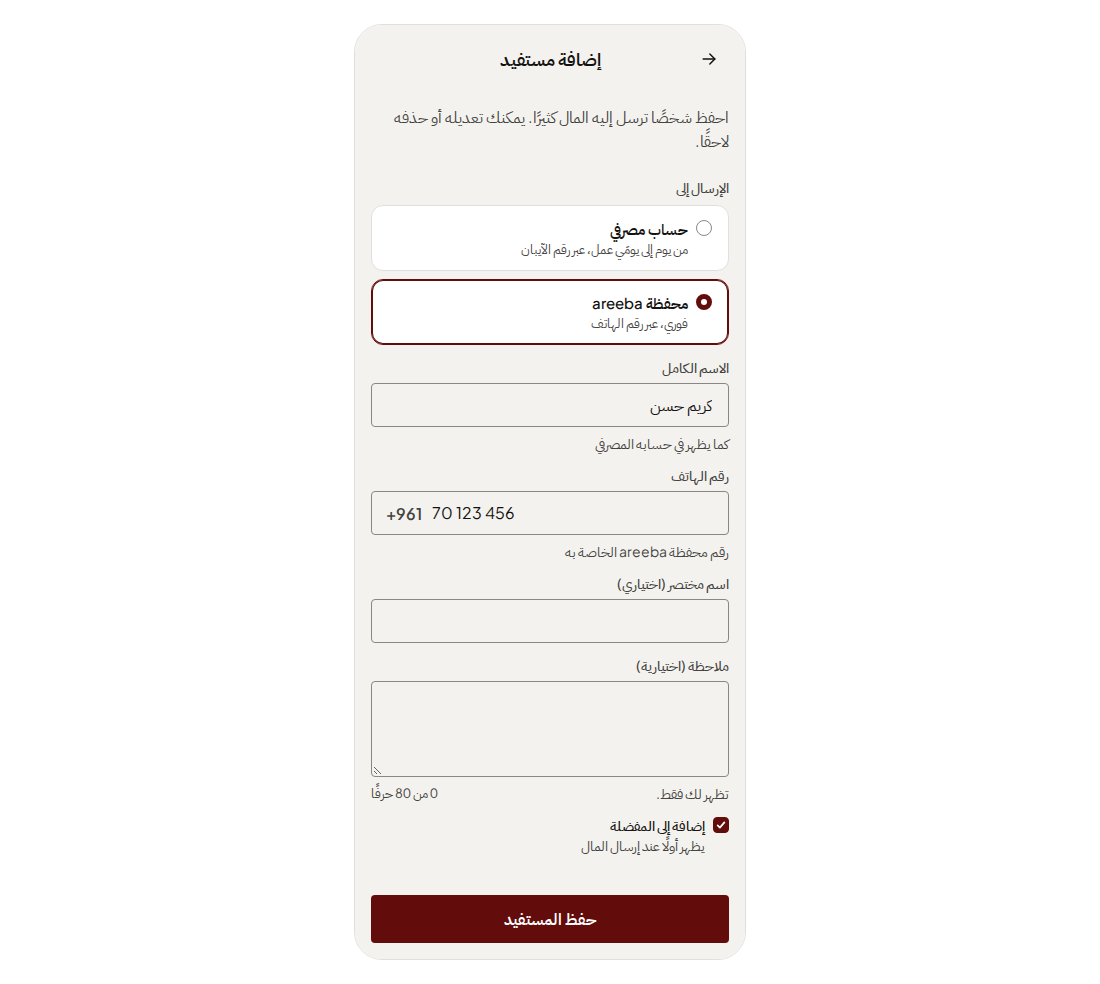 إضافة مستفيد
احفظ شخصًا ترسل إليه المال كثيرًا. يمكنك تعديله أو حذفه
لاحقًا.
الإرسال إلى
حساب مصرفي
من يوم إلى يومَي عمل، عبر رقم الآيبان
محفظة areeba
فوري، عبر رقم الهاتف
الاسم الكامل
كريم حسن
كما يظهر في حسابه المصرفي
رقم الهاتف
+961 70 123 456
رقم محفظة areeba الخاصة به
اسم مختصر (اختياري)
ملاحظة (اختيارية)
تظهر لك فقط. 0 من 80 حرفًا
إضافة إلى المفضلة
يظهر أولًا عند إرسال المال
حفظ المستفيد